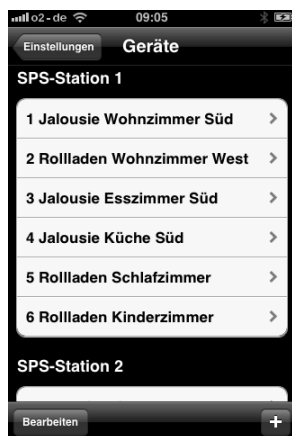 o2-de 09:05
Einstellungen Geräte
SPS-Station 1
1 Jalousie Wohnzimmer Süd
2 Rollladen Wohnzimmer West
3 Jalousie Esszimmer Süd
4 Jalousie Küche Süd
5 Rollladen Schlafzimmer
6 Rollladen Kinderzimmer
SPS-Station 2
Bearbeiten +